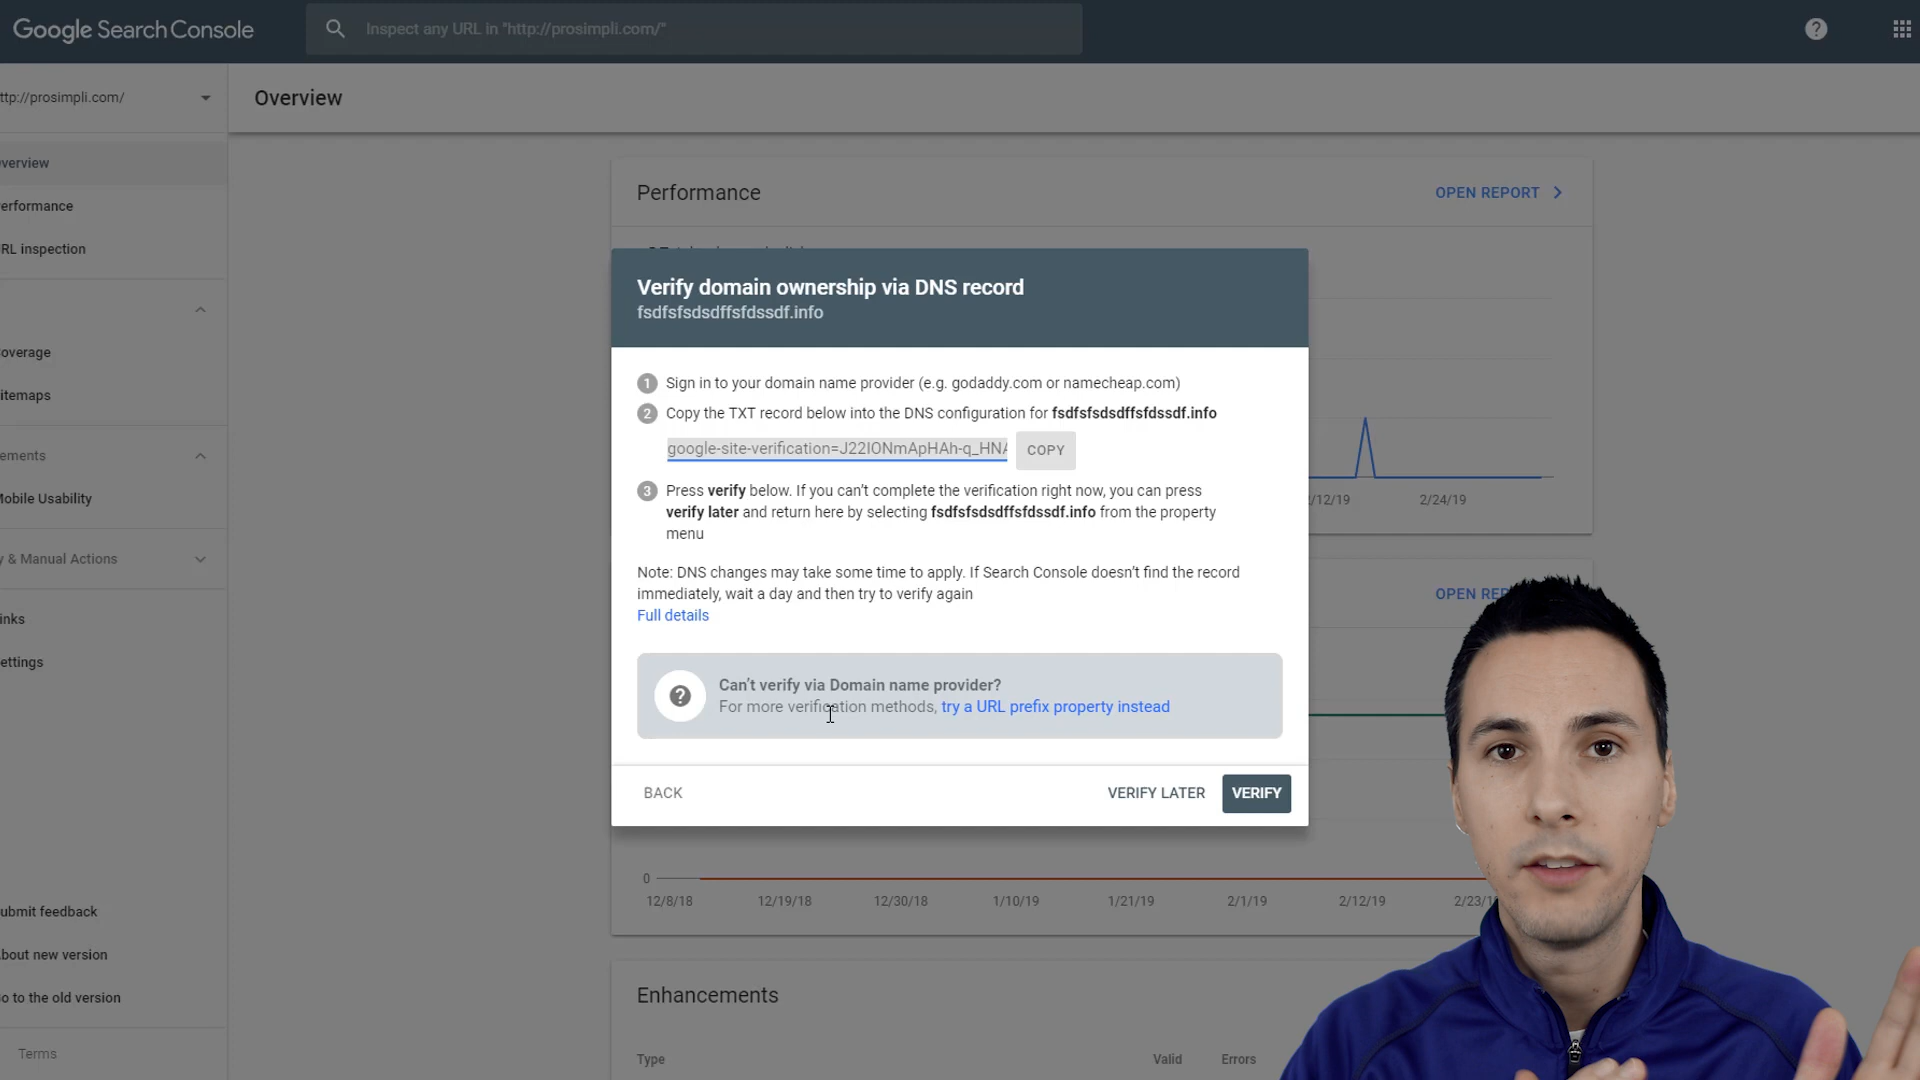 Google Search Console
Inspect any URL in "http://prosimpli.com/"
ttp://prosimpli.com/
Overview
verview
erformance
RL inspection
overage
itemaps
ements
Mobile Usability
y & Manual Actions
inks
ettings
ubmit feedback
bout new version
o to the old version
Terms
Performance
OPEN REPORT
Verify domain ownership via DNS record
fsdfsfsdsdffsfdssdf.info
1 Sign in to your domain name provider (e.g. godaddy.com or namecheap.com)
2 Copy the TXT record below into the DNS configuration for fsdfsfsdsdffsfdssdf.info
google-site-verification=J22IONmApHAh-q_HNA
COPY
3 Press verify below. If you can't complete the verification right now, you can press
verify later and return here by selecting fsdfsfsdsdffsfdssdf.info from the property
menu
Note: DNS changes may take some time to apply. If Search Console doesn't find the record
immediately, wait a day and then try to verify again
Full details
Can't verify via Domain name provider?
For more verification methods, try a URL prefix property instead
BACK
VERIFY LATER
VERIFY
/12/19
2/24/19
OPEN RE
0
12/8/18
12/19/18
12/30/18
1/10/19
1/21/19
2/1/19
2/12/19
2/23/1
Enhancements
Type
Valid
Errors